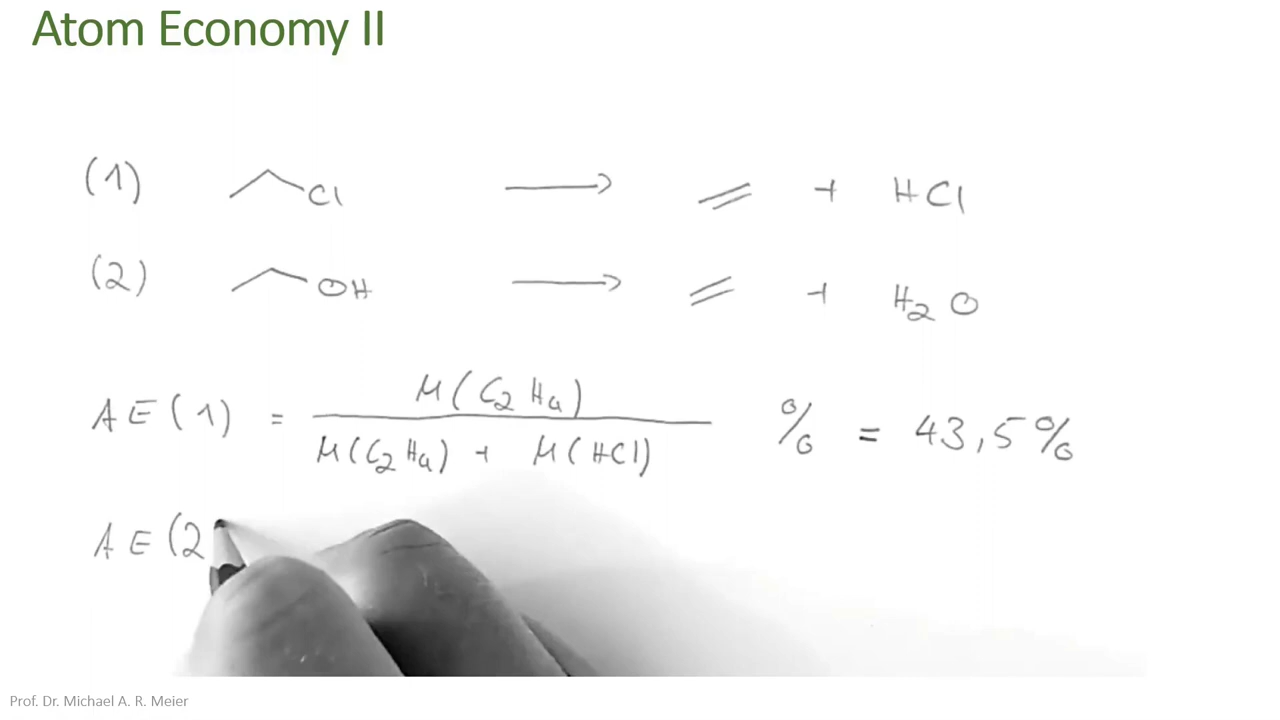 Atom Economy II
(1) Cl → + HCl
(2) OH → + H2O
AE(1) = M(C2H4) / M(C2H4) + M(HCl) % = 43,5%
AE(2
Prof. Dr. Michael A. R. Meier